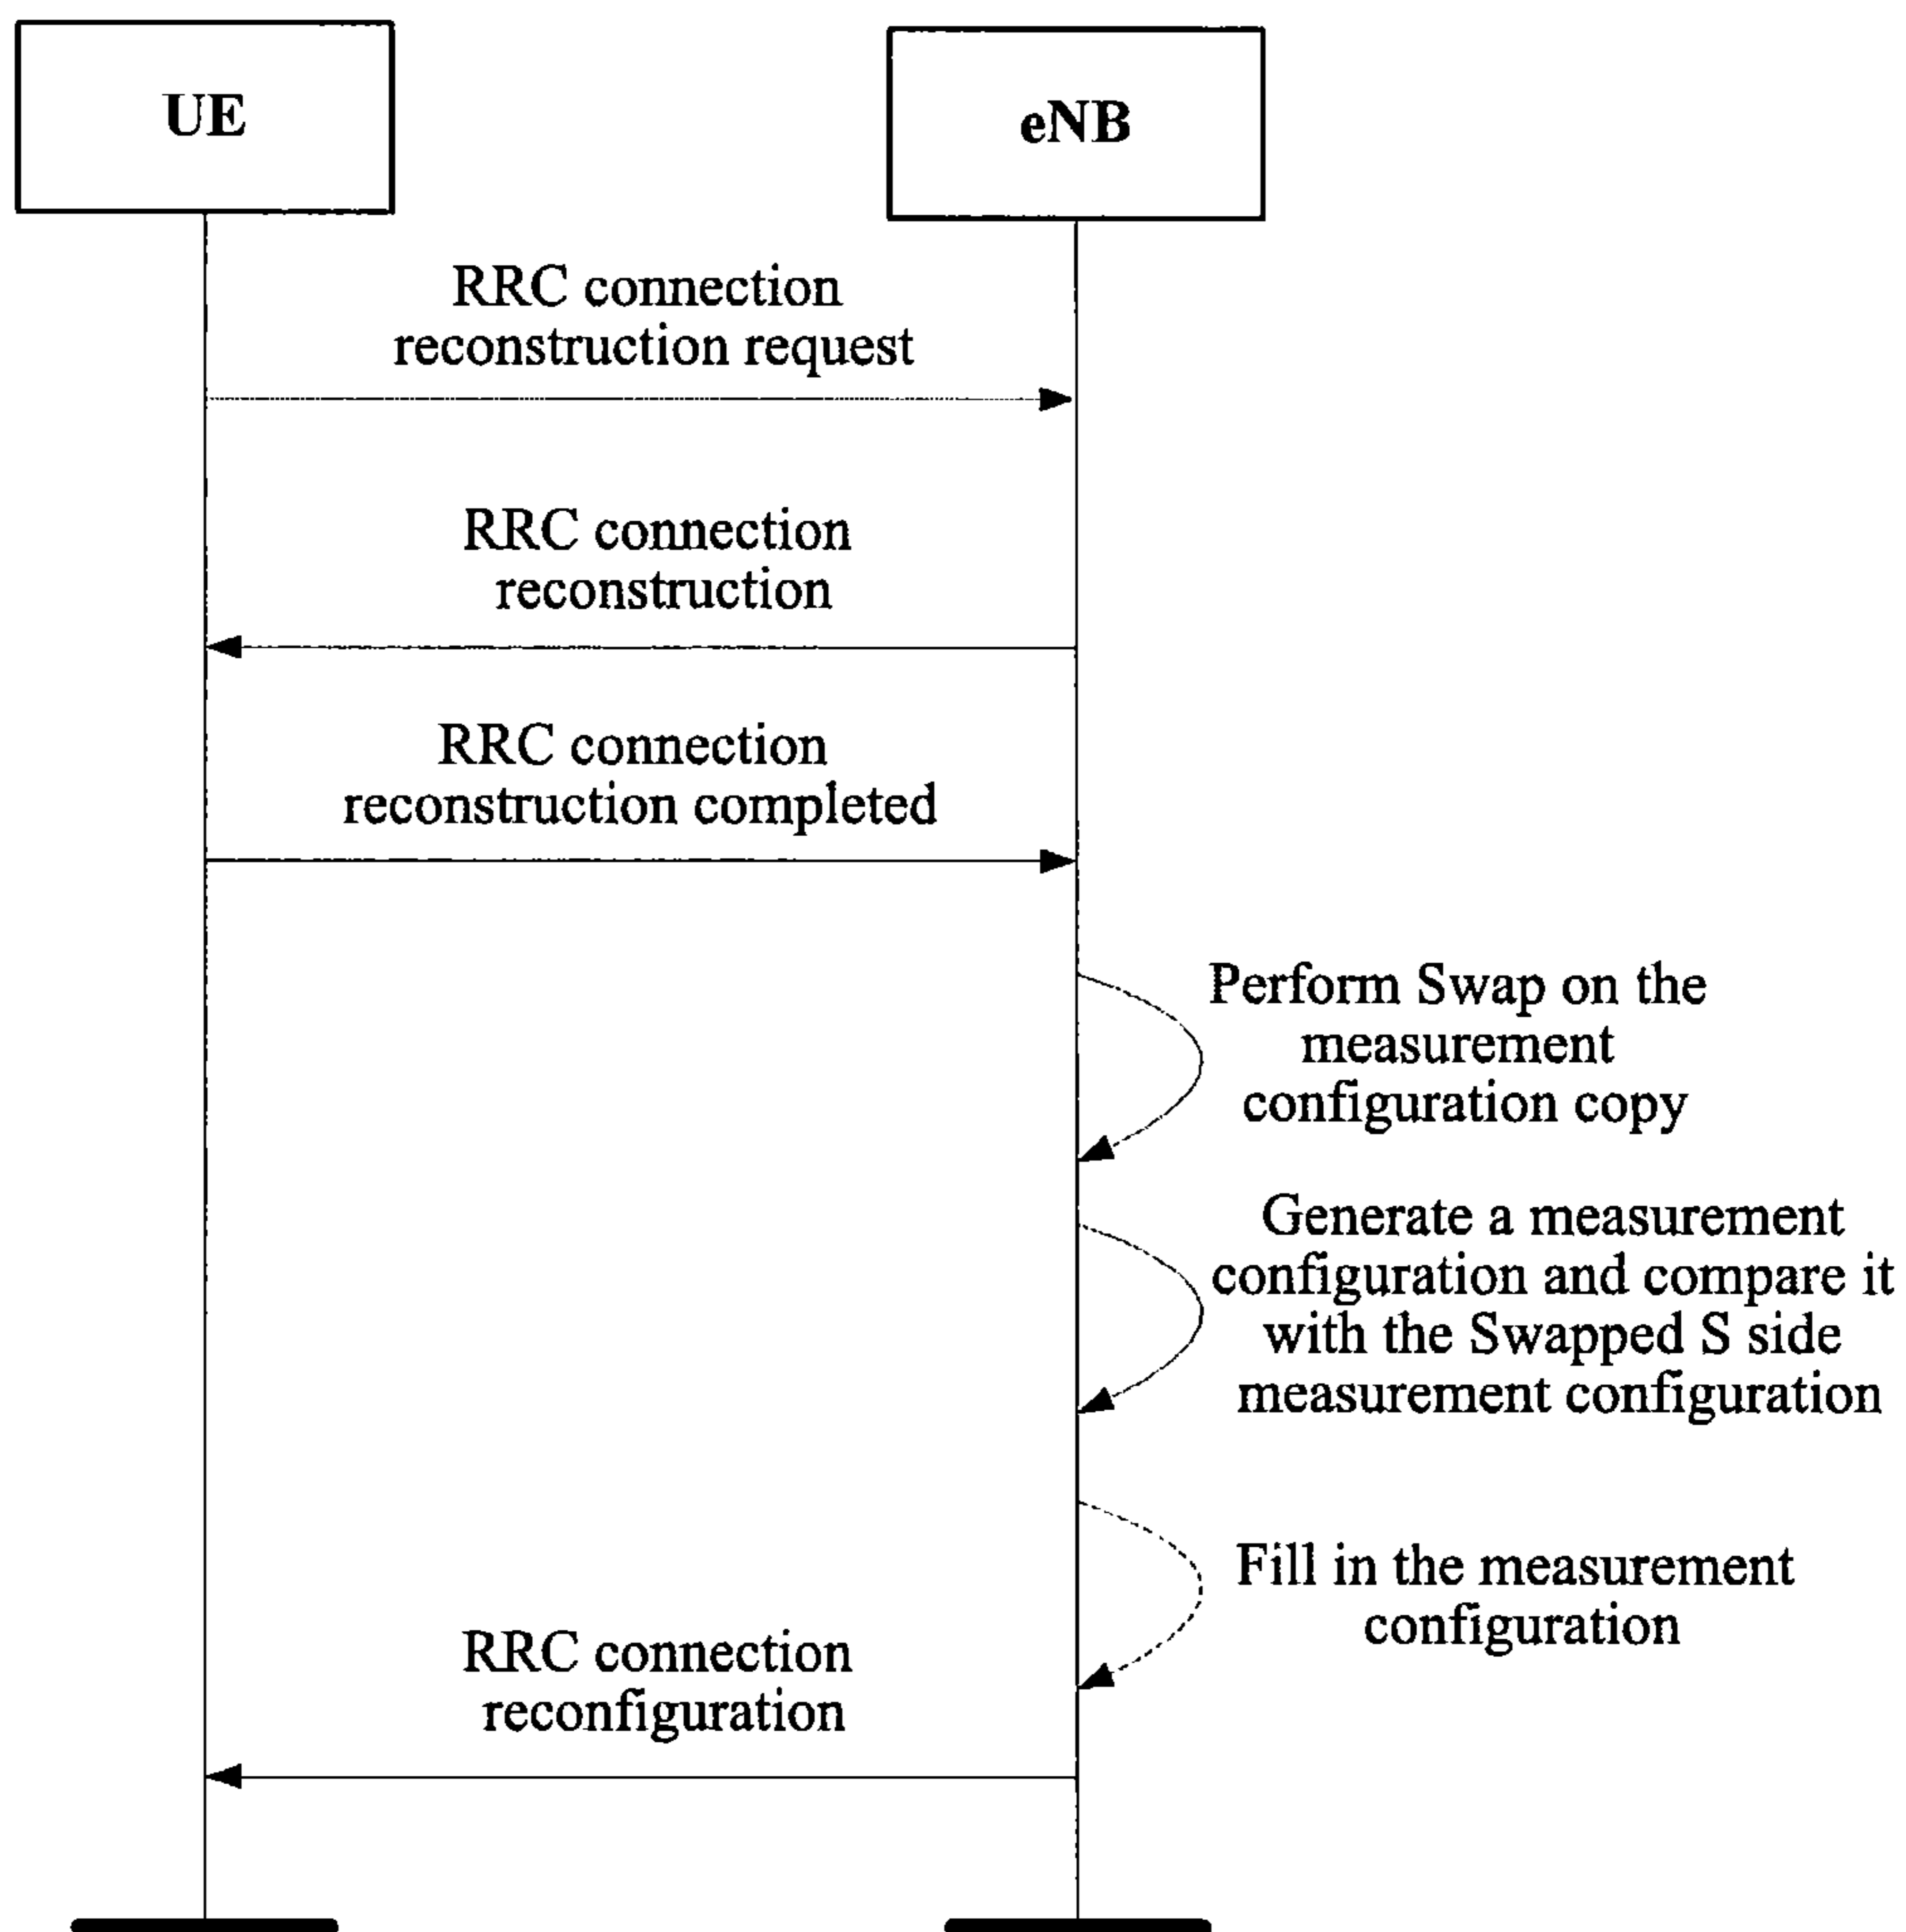 UE
eNB
RRC connection
reconstruction request
RRC connection
reconstruction
RRC connection
reconstruction completed
Perform Swap on the
measurement
configuration copy
Generate a measurement
configuration and compare it
with the Swapped S side
measurement configuration
Fill in the measurement
configuration
RRC connection
reconfiguration